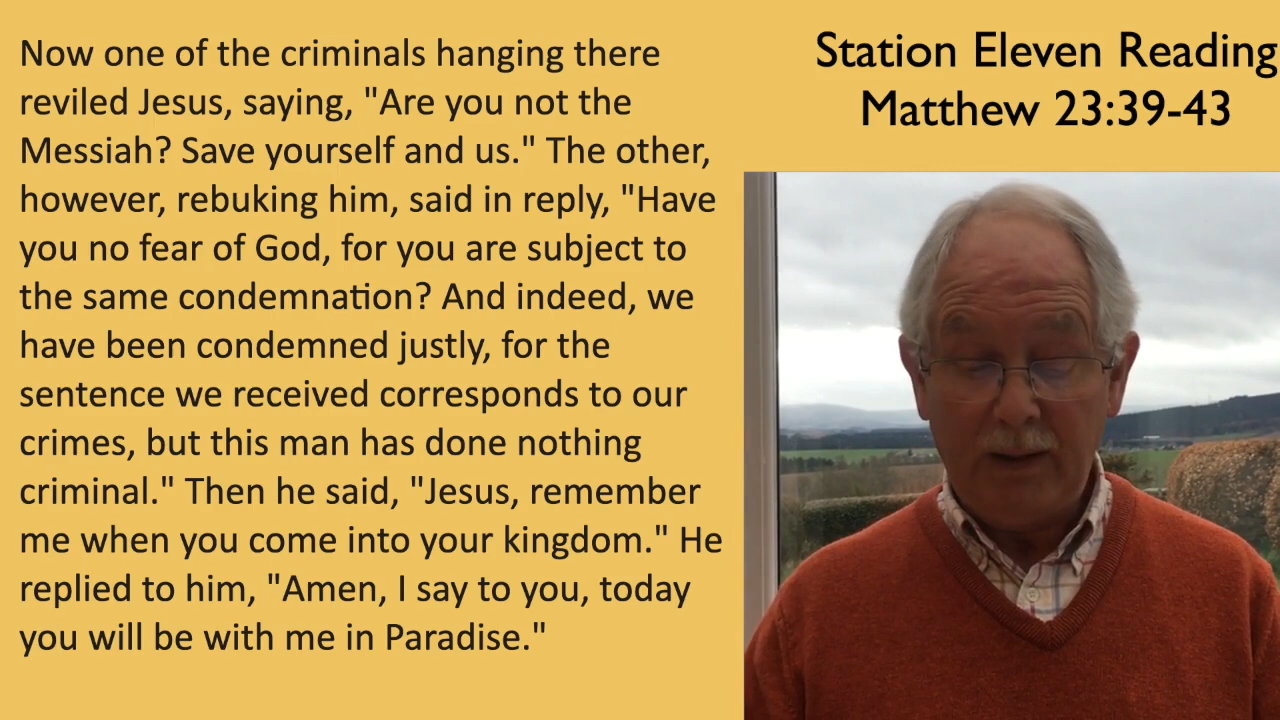 Now one of the criminals hanging there
reviled Jesus, saying, "Are you not the
Messiah? Save yourself and us." The other,
however, rebuking him, said in reply, "Have
you no fear of God, for you are subject to
the same condemnation? And indeed, we
have been condemned justly, for the
sentence we received corresponds to our
crimes, but this man has done nothing
criminal." Then he said, "Jesus, remember
me when you come into your kingdom." He
replied to him, "Amen, I say to you, today
you will be with me in Paradise."
Station Eleven Reading
Matthew 23:39-43